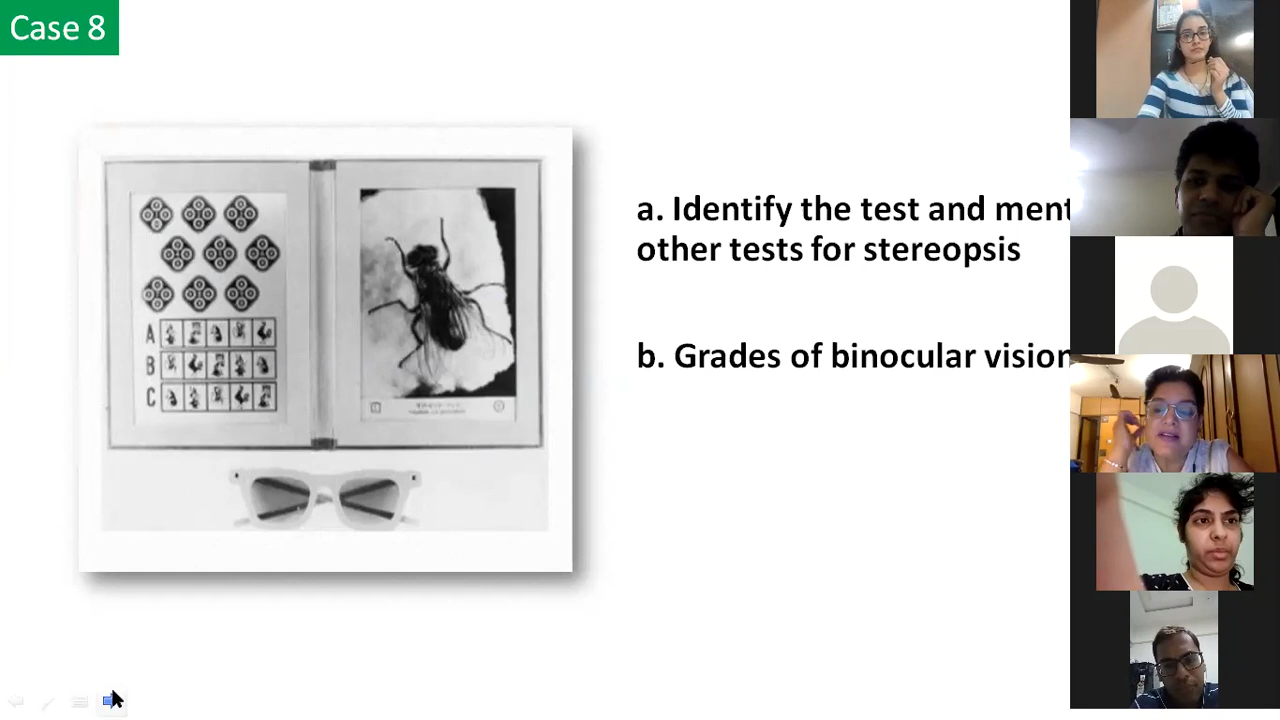 Case 8
a. Identify the test and ment
other tests for stereopsis
b. Grades of binocular vision
A
B
C